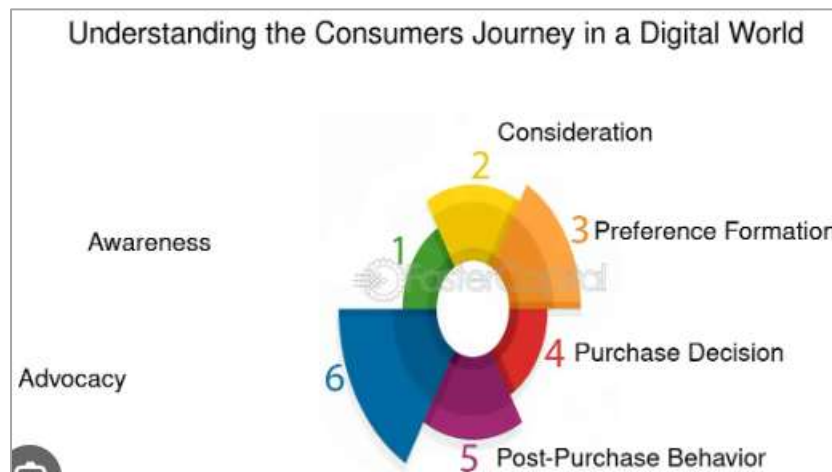 Understanding the Consumers Journey in a Digital World
Consideration
2
Awareness
1
3 Preference Formation
FasterCapital
4 Purchase Decision
Advocacy
6
5 Post-Purchase Behavior